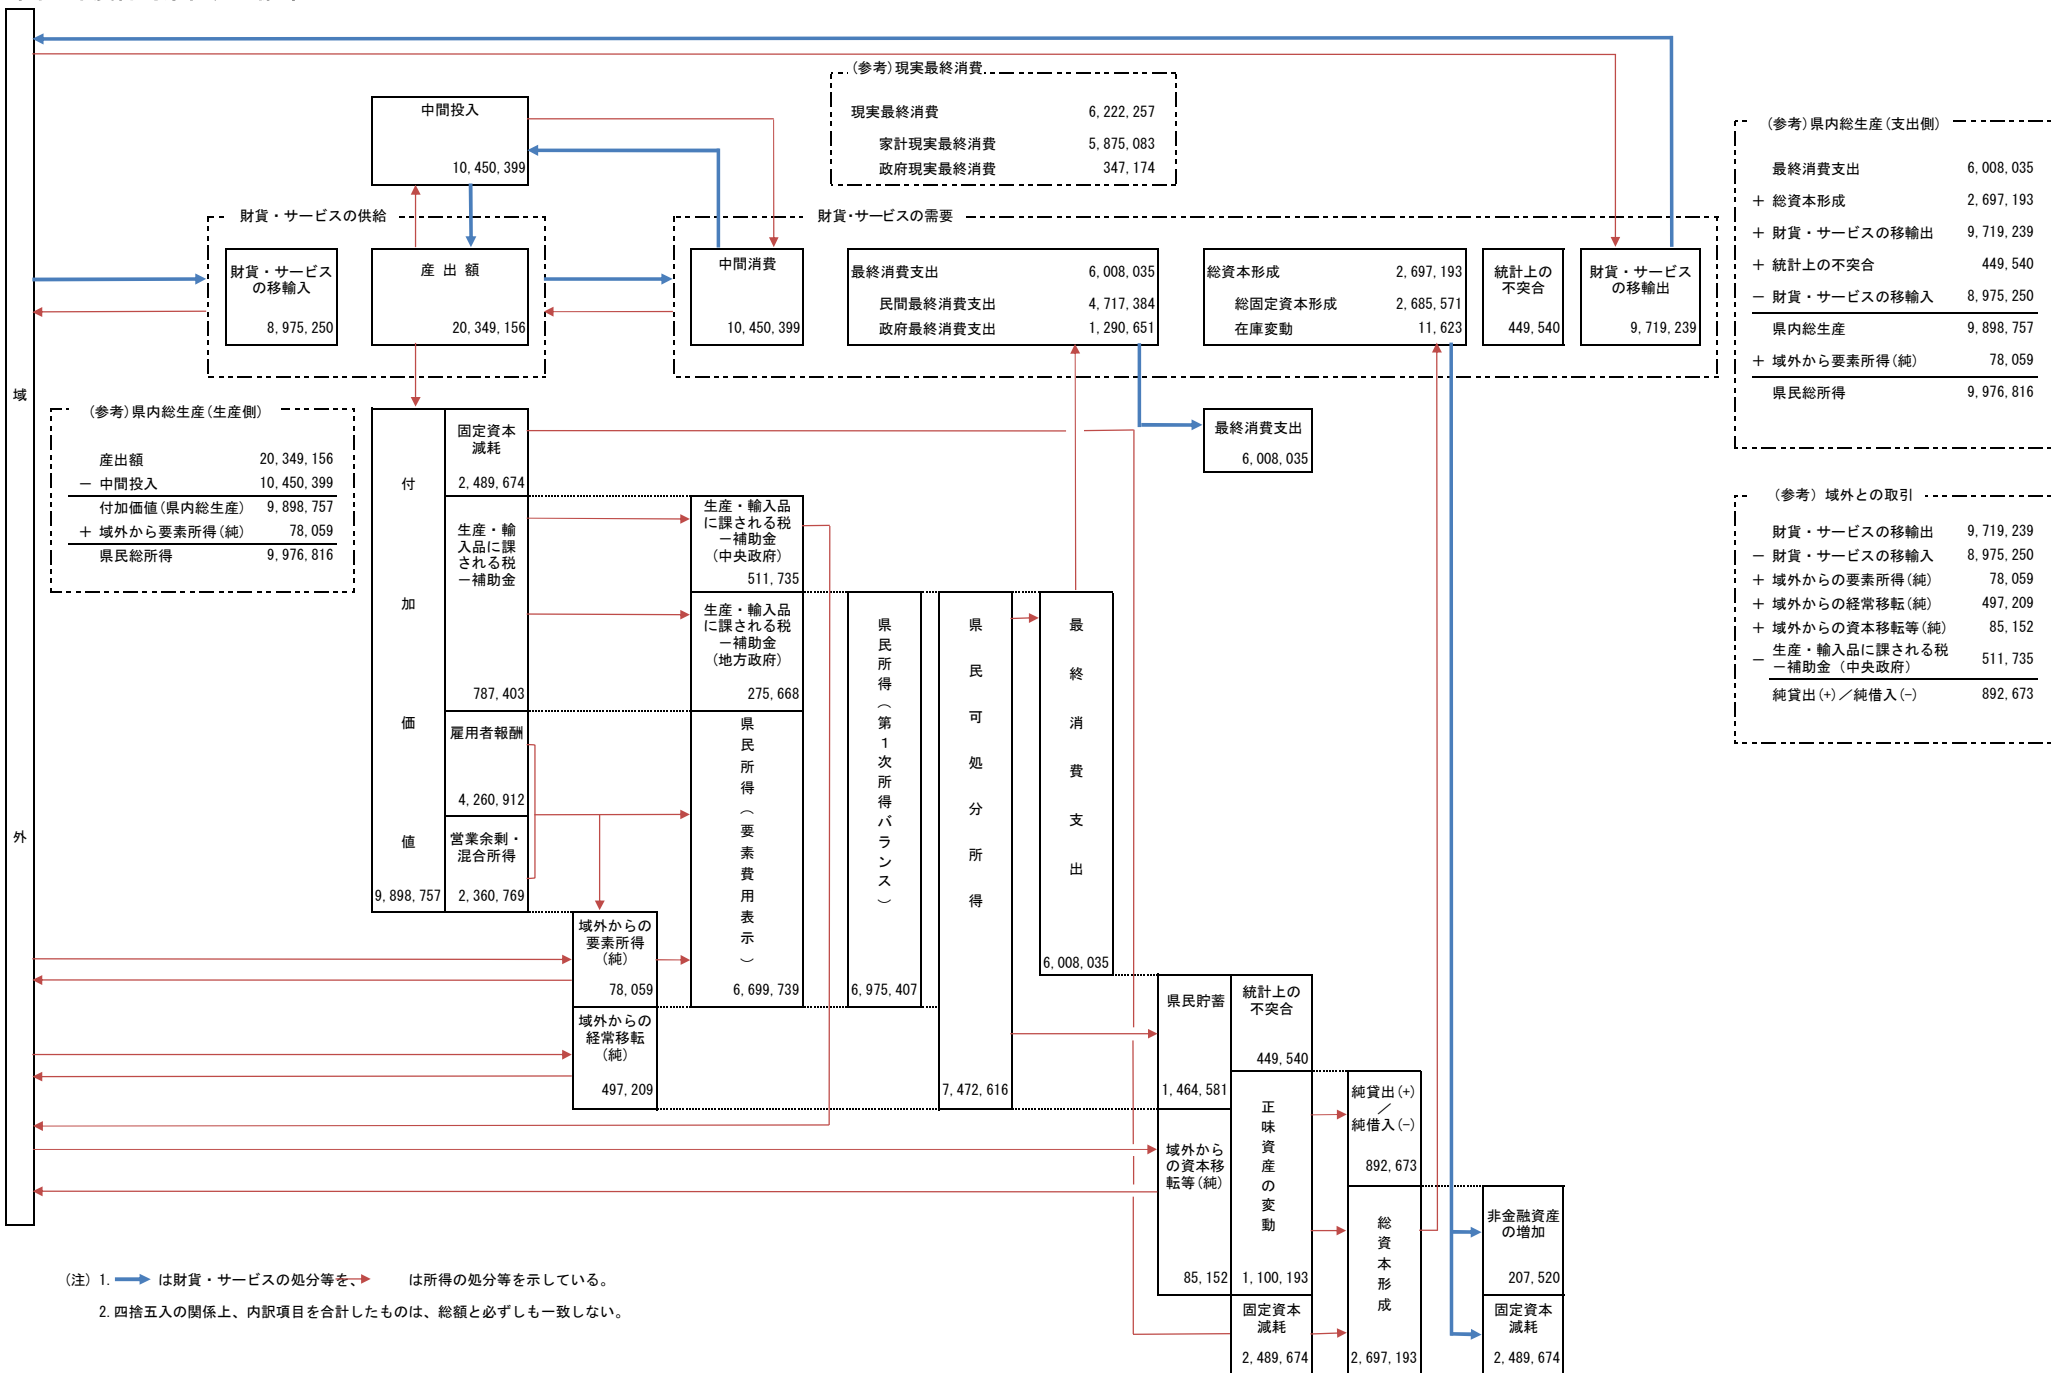 (参考)現実最終消費
現実最終消費 6,222,257
家計現実最終消費 5,875,083
政府現実最終消費 347,174
中間投入
10,450,399
財貨・サービスの供給
財貨・サービスの需要
財貨・サービス
の移輸入
8,975,250
産 出 額
20,349,156
中間消費
10,450,399
最終消費支出 6,008,035
民間最終消費支出 4,717,384
政府最終消費支出 1,290,651
総資本形成 2,697,193
総固定資本形成 2,685,571
在庫変動 11,623
統計上の
不突合
449,540
財貨・サービス
の移輸出
9,719,239
(参考)県内総生産(支出側)
最終消費支出 6,008,035
+ 総資本形成 2,697,193
+ 財貨・サービスの移輸出 9,719,239
+ 統計上の不突合 449,540
− 財貨・サービスの移輸入 8,975,250
県内総生産 9,898,757
+ 域外から要素所得(純) 78,059
県民総所得 9,976,816
域外
(参考)県内総生産(生産側)
産出額 20,349,156
− 中間投入 10,450,399
付加価値(県内総生産) 9,898,757
+ 域外から要素所得(純) 78,059
県民総所得 9,976,816
付加価値
9,898,757
固定資本
減耗
2,489,674
生産・輸
入品に課
される税
−補助金
787,403
雇用者報酬
4,260,912
営業余剰・
混合所得
2,360,769
生産・輸入品
に課される税
−補助金
(中央政府)
511,735
生産・輸入品
に課される税
−補助金
(地方政府)
275,668
県民所得(要素費用表示)
6,699,739
県民所得(第1次所得バランス)
6,975,407
県民可処分所得
7,472,616
最終消費支出
6,008,035
最終消費支出
6,008,035
(参考) 域外との取引
財貨・サービスの移輸出 9,719,239
− 財貨・サービスの移輸入 8,975,250
+ 域外からの要素所得(純) 78,059
+ 域外からの経常移転(純) 497,209
+ 域外からの資本移転等(純) 85,152
− 生産・輸入品に課される税
−補助金 (中央政府) 511,735
純貸出(+)/純借入(-) 892,673
域外からの
要素所得
(純)
78,059
域外からの
経常移転
(純)
497,209
県民貯蓄
1,464,581
統計上の
不突合
449,540
域外から
の資本移
転等(純)
85,152
正味資産の変動
1,100,193
固定資本
減耗
2,489,674
純貸出(+)
/
純借入(-)
892,673
総資本形成
2,697,193
非金融資産
の増加
207,520
固定資本
減耗
2,489,674
(注) 1. は財貨・サービスの処分等を、 は所得の処分等を示している。
2. 四捨五入の関係上、内訳項目を合計したものは、総額と必ずしも一致しない。